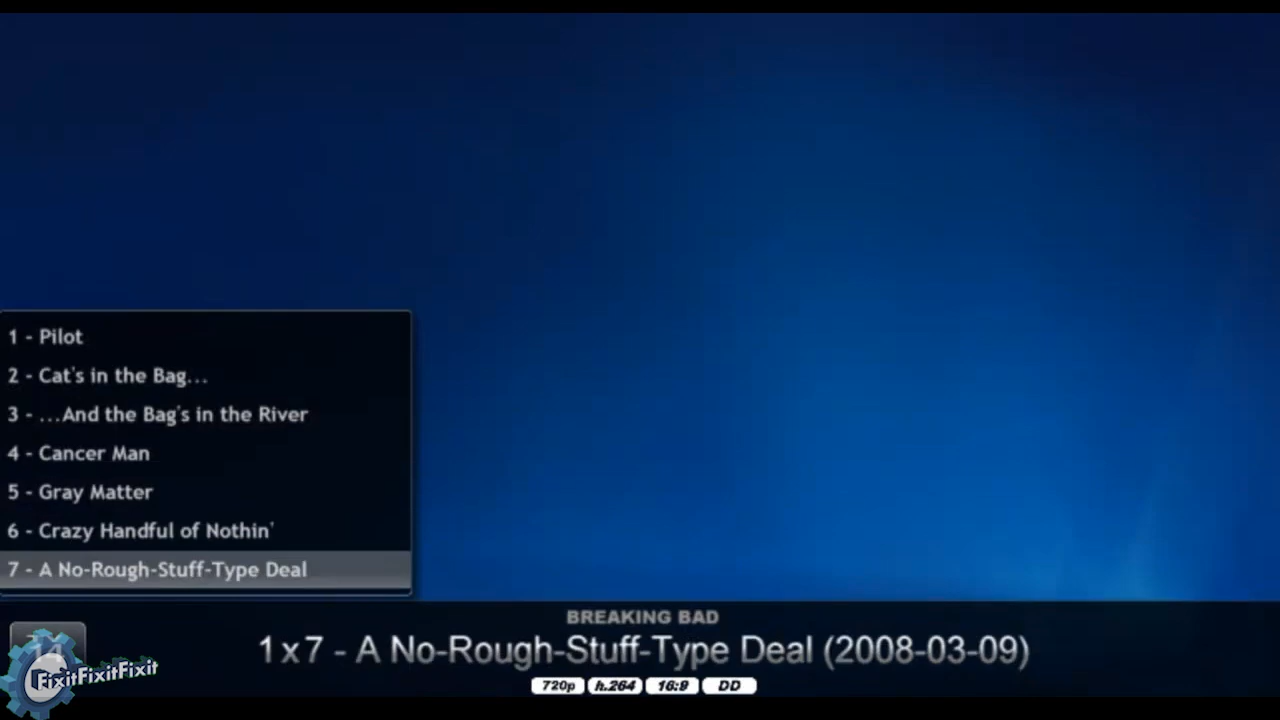 1 - Pilot
2 - Cat's in the Bag...
3 - ...And the Bag's in the River
4 - Cancer Man
5 - Gray Matter
6 - Crazy Handful of Nothin'
7 - A No-Rough-Stuff-Type Deal
BREAKING BAD
1x7 - A No-Rough-Stuff-Type Deal (2008-03-09)
720p h.264 16:9 DD
FixitFixitFixit